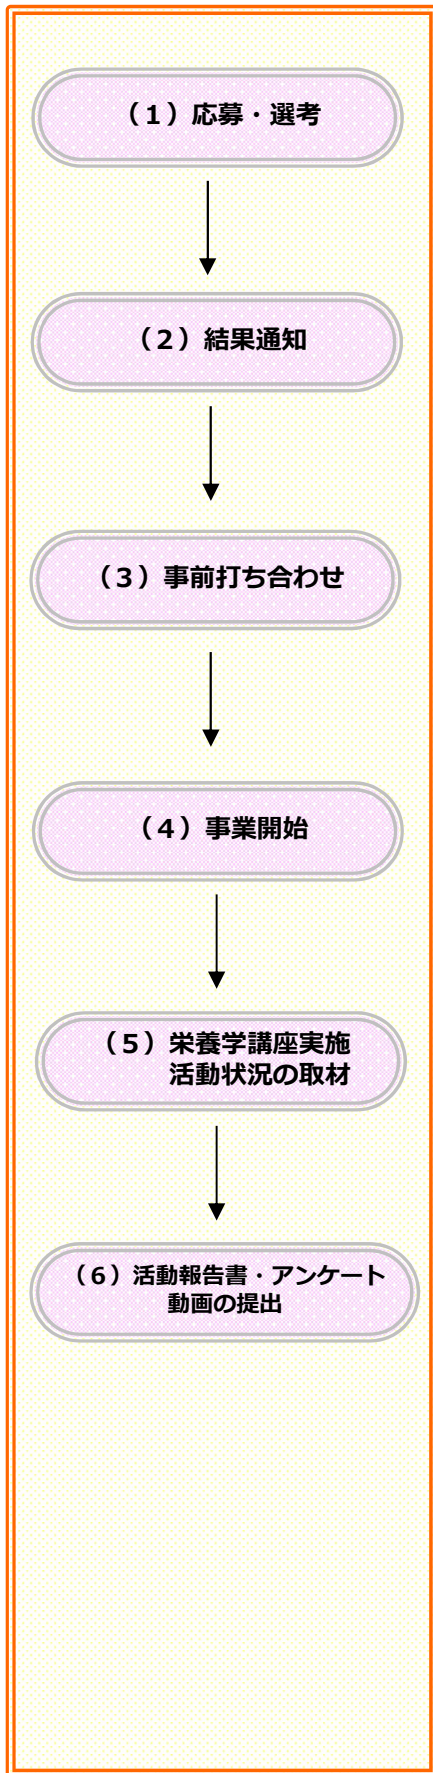 （１）応募・選考
（２）結果通知
（３）事前打ち合わせ
（４）事業開始
（５）栄養学講座実施
活動状況の取材
（６）活動報告書・アンケート
動画の提出